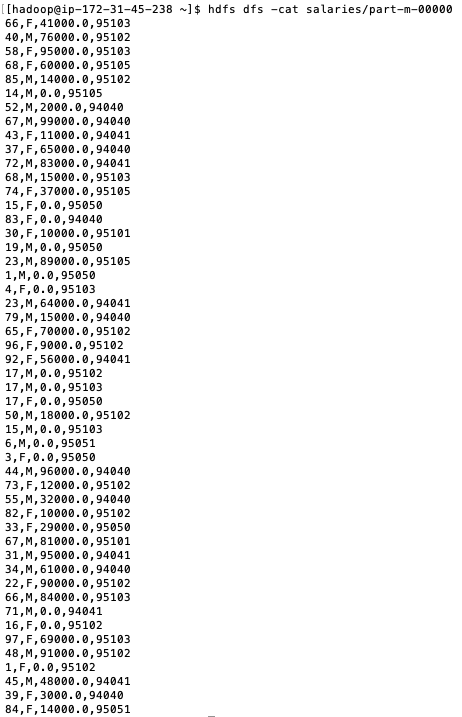 [[hadoop@ip-172-31-45-238 ~]$ hdfs dfs -cat salaries/part-m-00000
66,F,41000.0,95103
40,M,76000.0,95102
58,F,95000.0,95103
68,F,60000.0,95105
85,M,14000.0,95102
14,M,0.0,95105
52,M,2000.0,94040
67,M,99000.0,94040
43,F,11000.0,94041
37,F,65000.0,94040
72,M,83000.0,94041
68,M,15000.0,95103
74,F,37000.0,95105
15,F,0.0,95050
83,F,0.0,94040
30,F,10000.0,95101
19,M,0.0,95050
23,M,89000.0,95105
1,M,0.0,95050
4,F,0.0,95103
23,M,64000.0,94041
79,M,15000.0,94040
65,F,70000.0,95102
96,F,9000.0,95102
92,F,56000.0,94041
17,M,0.0,95102
17,M,0.0,95103
17,F,0.0,95050
50,M,18000.0,95102
15,M,0.0,95103
6,M,0.0,95051
3,F,0.0,95050
44,M,96000.0,94040
73,F,12000.0,95102
55,M,32000.0,94040
82,F,10000.0,95102
33,F,29000.0,95050
67,M,81000.0,95101
31,M,95000.0,94041
34,M,61000.0,94040
22,F,90000.0,95102
66,M,84000.0,95103
71,M,0.0,94041
16,F,0.0,95102
97,F,69000.0,95103
48,M,91000.0,95102
1,F,0.0,95102
45,M,48000.0,94041
39,F,3000.0,94040
84,F,14000.0,95051